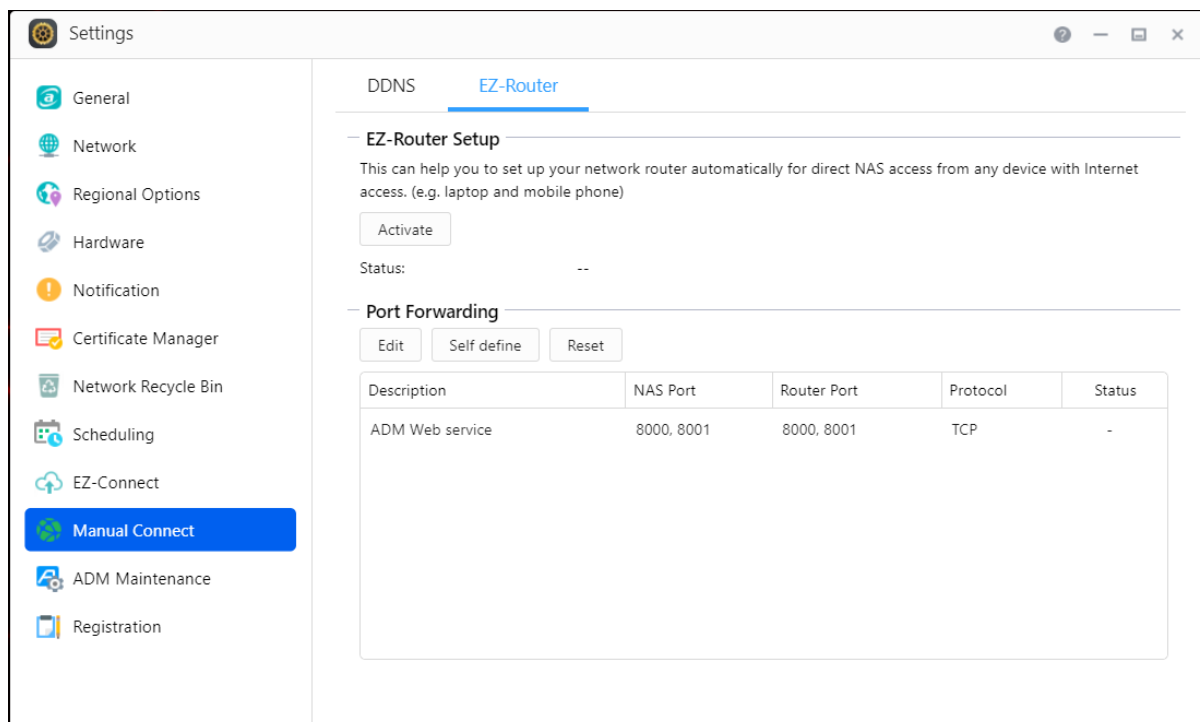 Settings
General
Network
Regional Options
Hardware
Notification
Certificate Manager
Network Recycle Bin
Scheduling
EZ-Connect
Manual Connect
ADM Maintenance
Registration
DDNS EZ-Router
EZ-Router Setup
This can help you to set up your network router automatically for direct NAS access from any device with Internet
access. (e.g. laptop and mobile phone)
Activate
Status: --
Port Forwarding
Edit Self define Reset
Description NAS Port Router Port Protocol Status
ADM Web service 8000, 8001 8000, 8001 TCP -